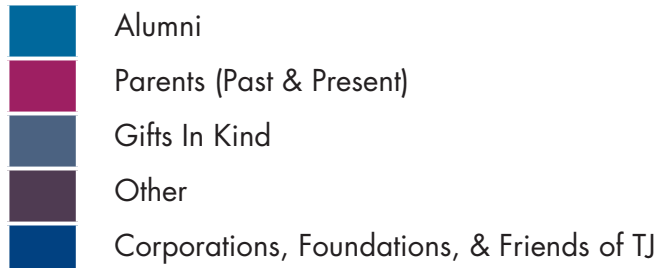 Alumni
Parents (Past & Present)
Gifts In Kind
Other
Corporations, Foundations, & Friends of TJ